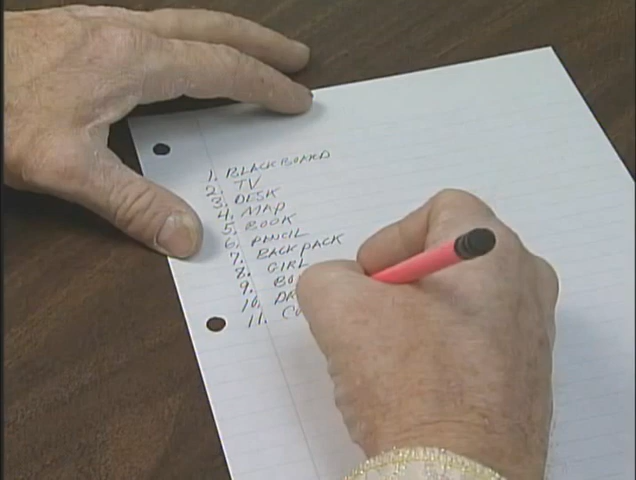 1. BLACKBOARD
2. TV
3. DESK
4. MAP
5. BOOK
6. PENCIL
7. BACKPACK
8. GIRL
9.
10.
11.